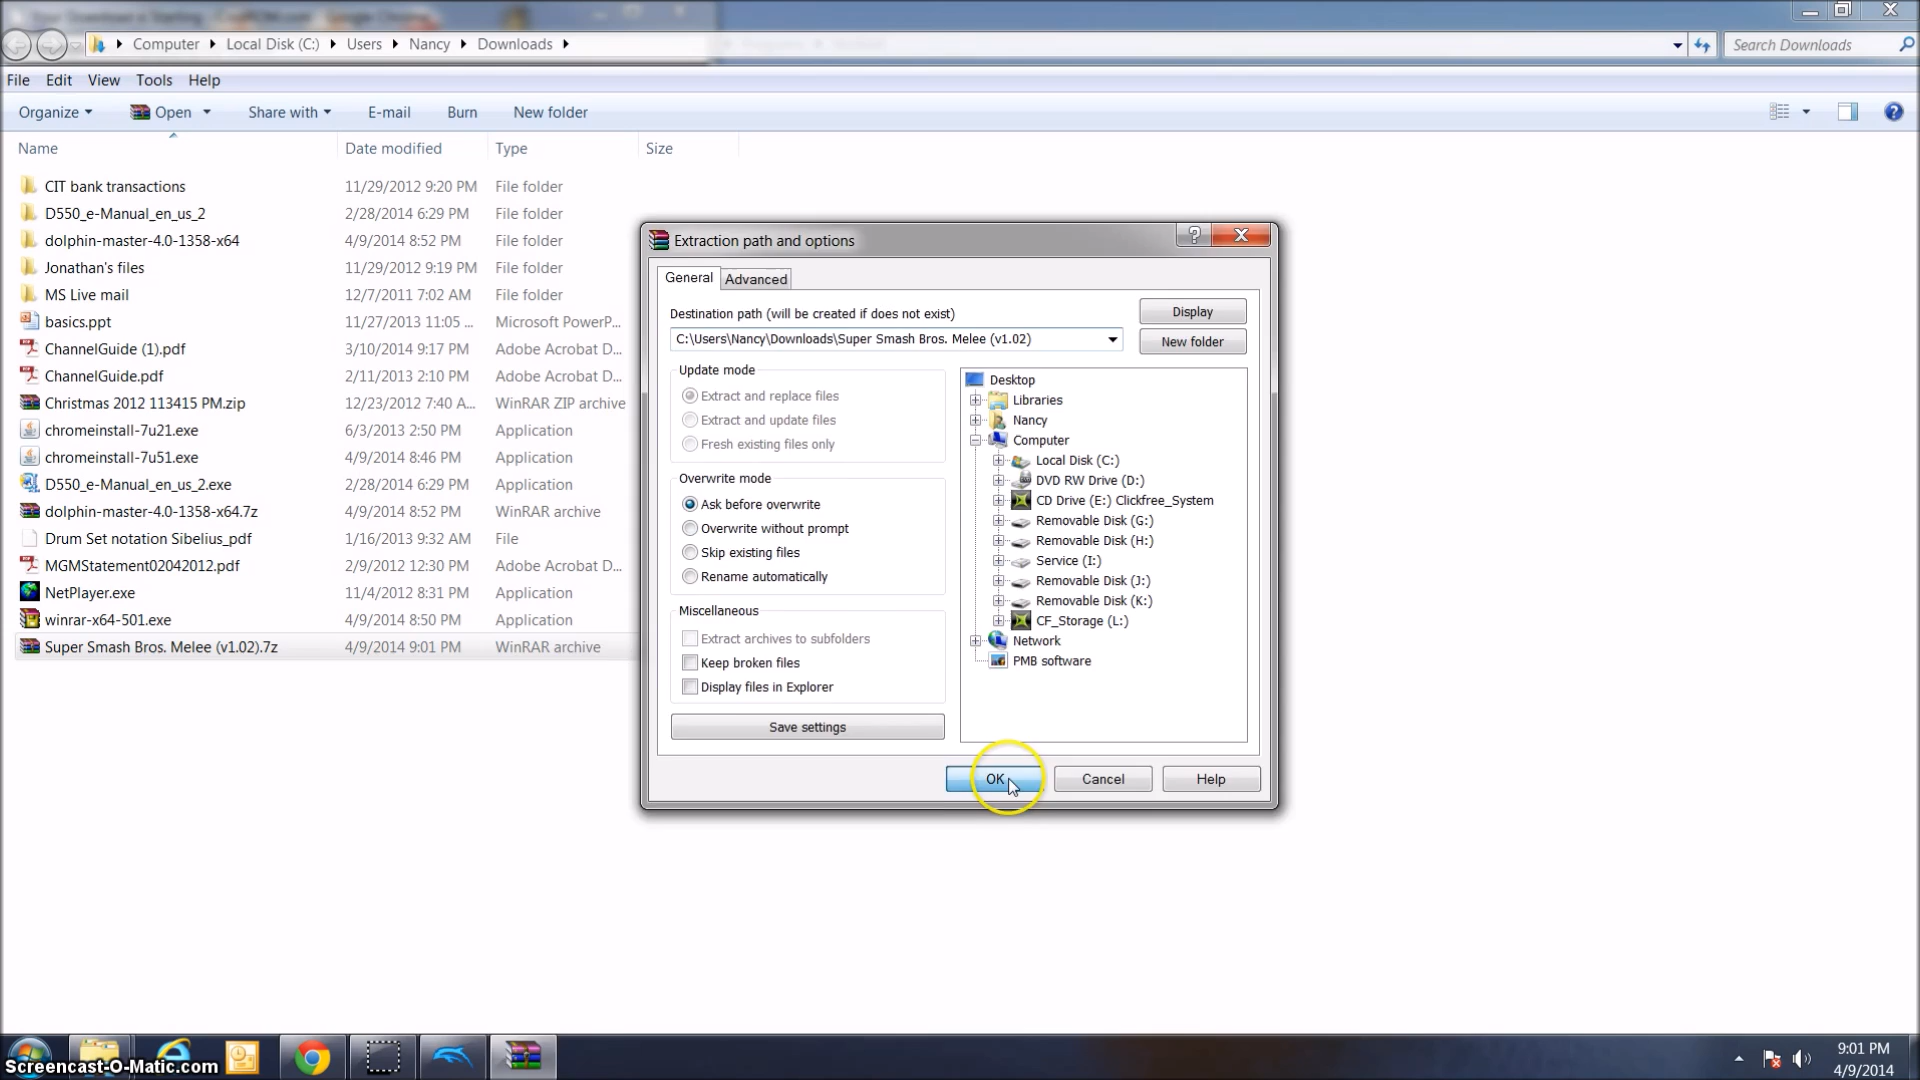 Computer Local Disk (C:) Users Nancy Downloads
Search Downloads
File Edit View Tools Help
Organize Open Share with E-mail Burn New folder
Name Date modified Type Size
CIT bank transactions 11/29/2012 9:20 PM File folder
D550_e-Manual_en_us_2 2/28/2014 6:29 PM File folder
dolphin-master-4.0-1358-x64 4/9/2014 8:52 PM File folder
Jonathan's files 11/29/2012 9:19 PM File folder
MS Live mail 12/7/2011 7:02 AM File folder
basics.ppt 11/27/2013 11:05 ... Microsoft PowerP...
ChannelGuide (1).pdf 3/10/2014 9:17 PM Adobe Acrobat D...
ChannelGuide.pdf 2/11/2013 2:10 PM Adobe Acrobat D...
Christmas 2012 113415 PM.zip 12/23/2012 7:40 A... WinRAR ZIP archive
chromeinstall-7u21.exe 6/3/2013 2:50 PM Application
chromeinstall-7u51.exe 4/9/2014 8:46 PM Application
D550_e-Manual_en_us_2.exe 2/28/2014 6:29 PM Application
dolphin-master-4.0-1358-x64.7z 4/9/2014 8:52 PM WinRAR archive
Drum Set notation Sibelius_pdf 1/16/2013 9:32 AM File
MGMStatement02042012.pdf 2/9/2012 12:30 PM Adobe Acrobat D...
NetPlayer.exe 11/4/2012 8:31 PM Application
winrar-x64-501.exe 4/9/2014 8:50 PM Application
Super Smash Bros. Melee (v1.02).7z 4/9/2014 9:01 PM WinRAR archive
Extraction path and options
General Advanced
Destination path (will be created if does not exist)
C:\Users\Nancy\Downloads\Super Smash Bros. Melee (v1.02)
Display
New folder
Update mode
Extract and replace files
Extract and update files
Fresh existing files only
Overwrite mode
Ask before overwrite
Overwrite without prompt
Skip existing files
Rename automatically
Miscellaneous
Extract archives to subfolders
Keep broken files
Display files in Explorer
Save settings
Desktop
Libraries
Nancy
Computer
Local Disk (C:)
DVD RW Drive (D:)
CD Drive (E:) Clickfree_System
Removable Disk (G:)
Removable Disk (H:)
Service (I:)
Removable Disk (J:)
Removable Disk (K:)
CF_Storage (L:)
Network
PMB software
OK Cancel Help
Screencast-O-Matic.com
9:01 PM
4/9/2014